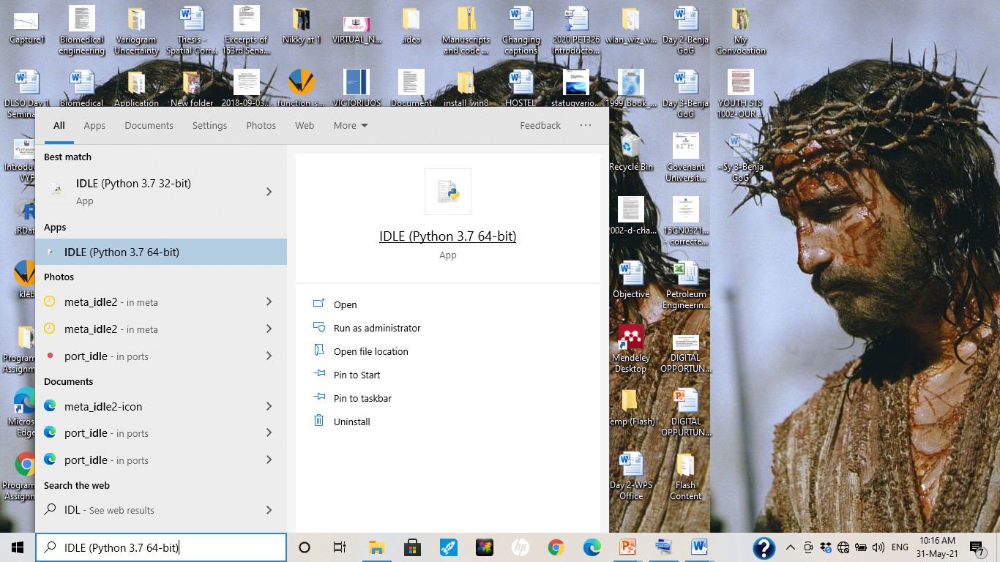 Capture1
Biomedical
engineering
Variogram
Uncertainty
Thesis -
Spatial Corr...
Excerpts of
153rd Sena...
Nikky at 1
VIRTUAL_N...
.idea
Manuscripts
and code ...
Changing
captions
2020 PET326
Introducto...
wlan_wiz_w...
Day 2-Benja
GoG
My
Convocation
DLSO Day 1
Semina
Biomedical
Application
New folder
2018-09-03...
function_s...
VICTORIUOS
Document
install_win8
HOSTEL
statugvario...
1999_Book_...
Day 3-Benja
GoG
YOUTH STS
1002-OUR ...
All
Apps
Documents
Settings
Photos
Web
More
Feedback
...
Best match
IDLE (Python 3.7 32-bit)
App
Apps
IDLE (Python 3.7 64-bit)
Photos
meta_idle2 - in meta
meta_idle2 - in meta
port_idle - in ports
Documents
meta_idle2-icon
port_idle - in ports
port_idle - in ports
Search the web
IDL - See web results
IDLE (Python 3.7 64-bit)
App
Open
Run as administrator
Open file location
Pin to Start
Pin to taskbar
Uninstall
Introduc
VYF
.RDat
kleb
Program
Assignm
Micros
Edge
Program
Assignm
Recycle Bin
Covenant
Universit...
~Sy 3-Benja
GoG
2002-d-cha...
15CN0321...
- correcte...
Objective
Petroleum
Engineerin...
Mendeley
Desktop
DIGITAL
OPPORTUN...
Temp (Flash)
DIGITAL
OPPURTUN...
Day 2-WPS
Office
Flash
Content
IDLE (Python 3.7 64-bit)
hp
ENG
10:16 AM
31-May-21
7